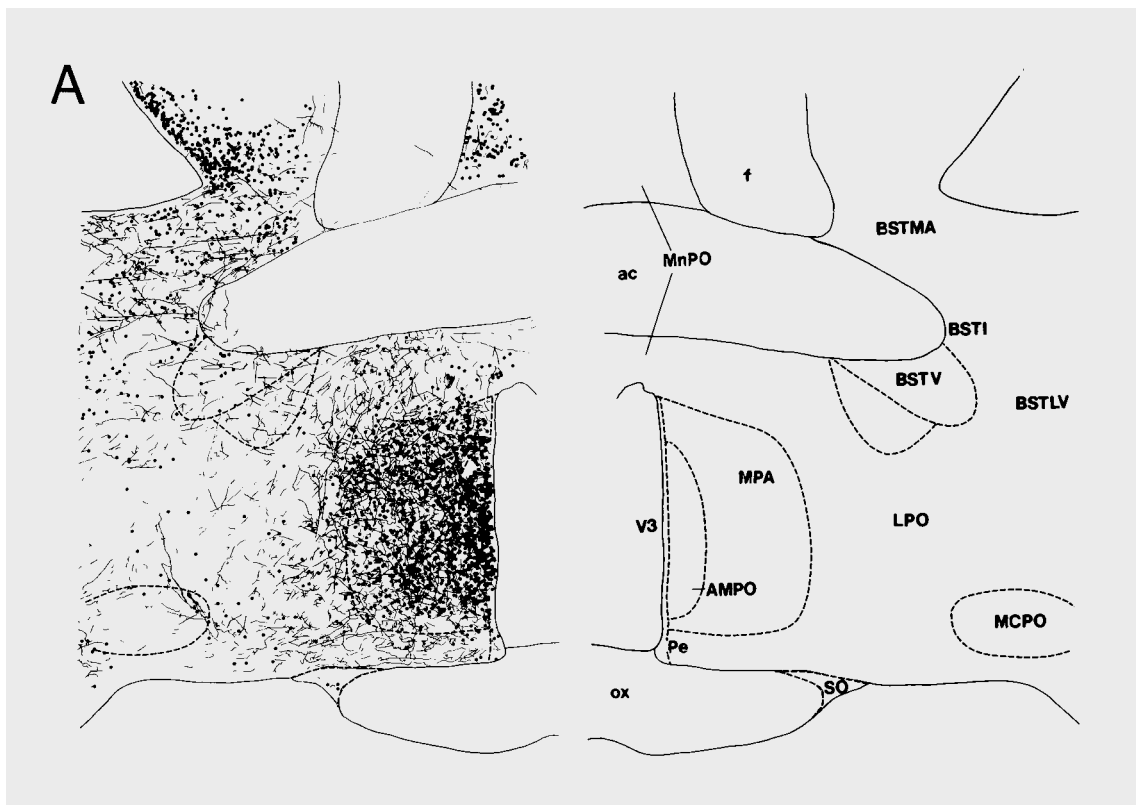 A
f
BSTMA
ac
MnPO
BSTI
BSTV
BSTLV
MPA
V3
LPO
AMPO
MCPO
Pe
SO
ox